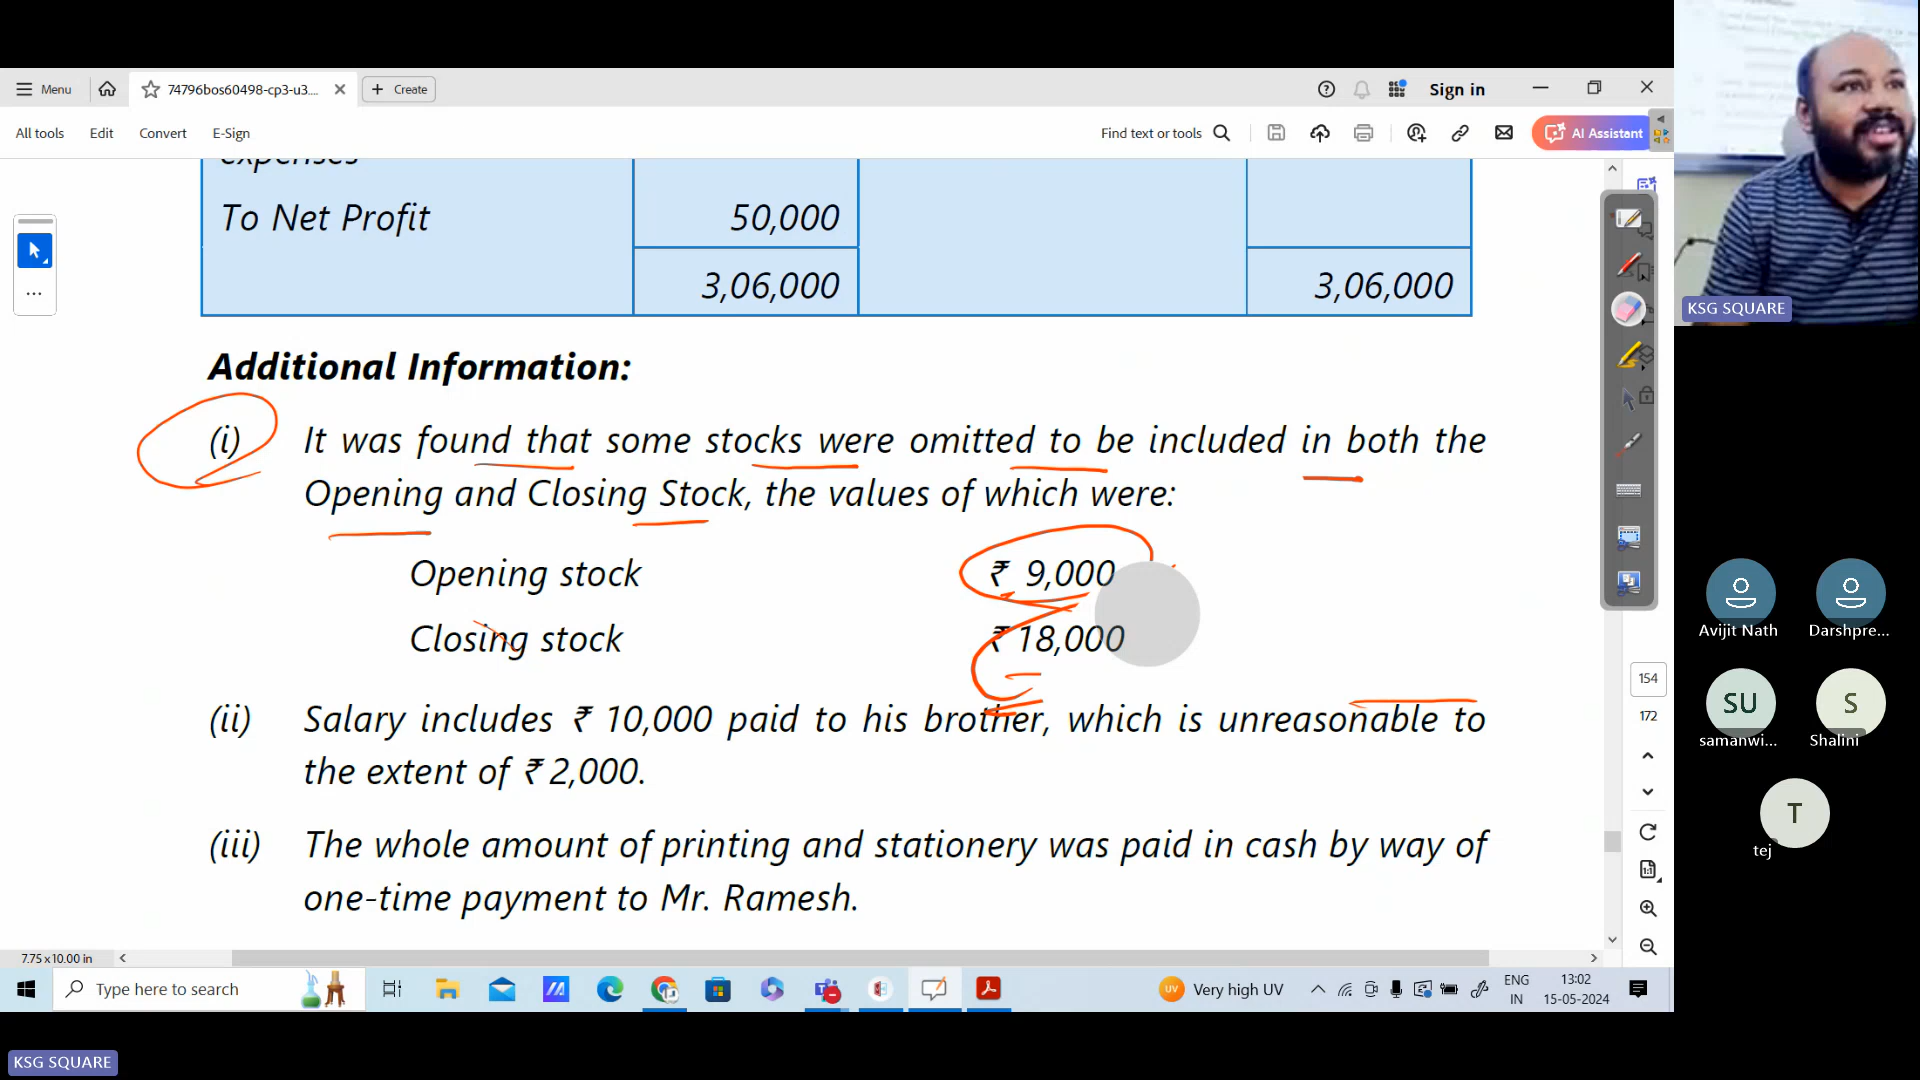 Menu
74796bos60498-cp3-u3....
Create
Sign in
All tools
Edit
Convert
E-Sign
Find text or tools
AI Assistant
expenses
To Net Profit 50,000
3,06,000 3,06,000
Additional Information:
(i) It was found that some stocks were omitted to be included in both the
Opening and Closing Stock, the values of which were:
Opening stock ₹ 9,000
Closing stock ₹ 18,000
(ii) Salary includes ₹ 10,000 paid to his brother, which is unreasonable to
the extent of ₹ 2,000.
(iii) The whole amount of printing and stationery was paid in cash by way of
one-time payment to Mr. Ramesh.
154
172
7.75 x 10.00 in
Type here to search
UV
Very high UV
ENG
IN
13:02
15-05-2024
KSG SQUARE
Avijit Nath
Darshpre...
SU
samanwi...
S
Shalini
T
tej
KSG SQUARE